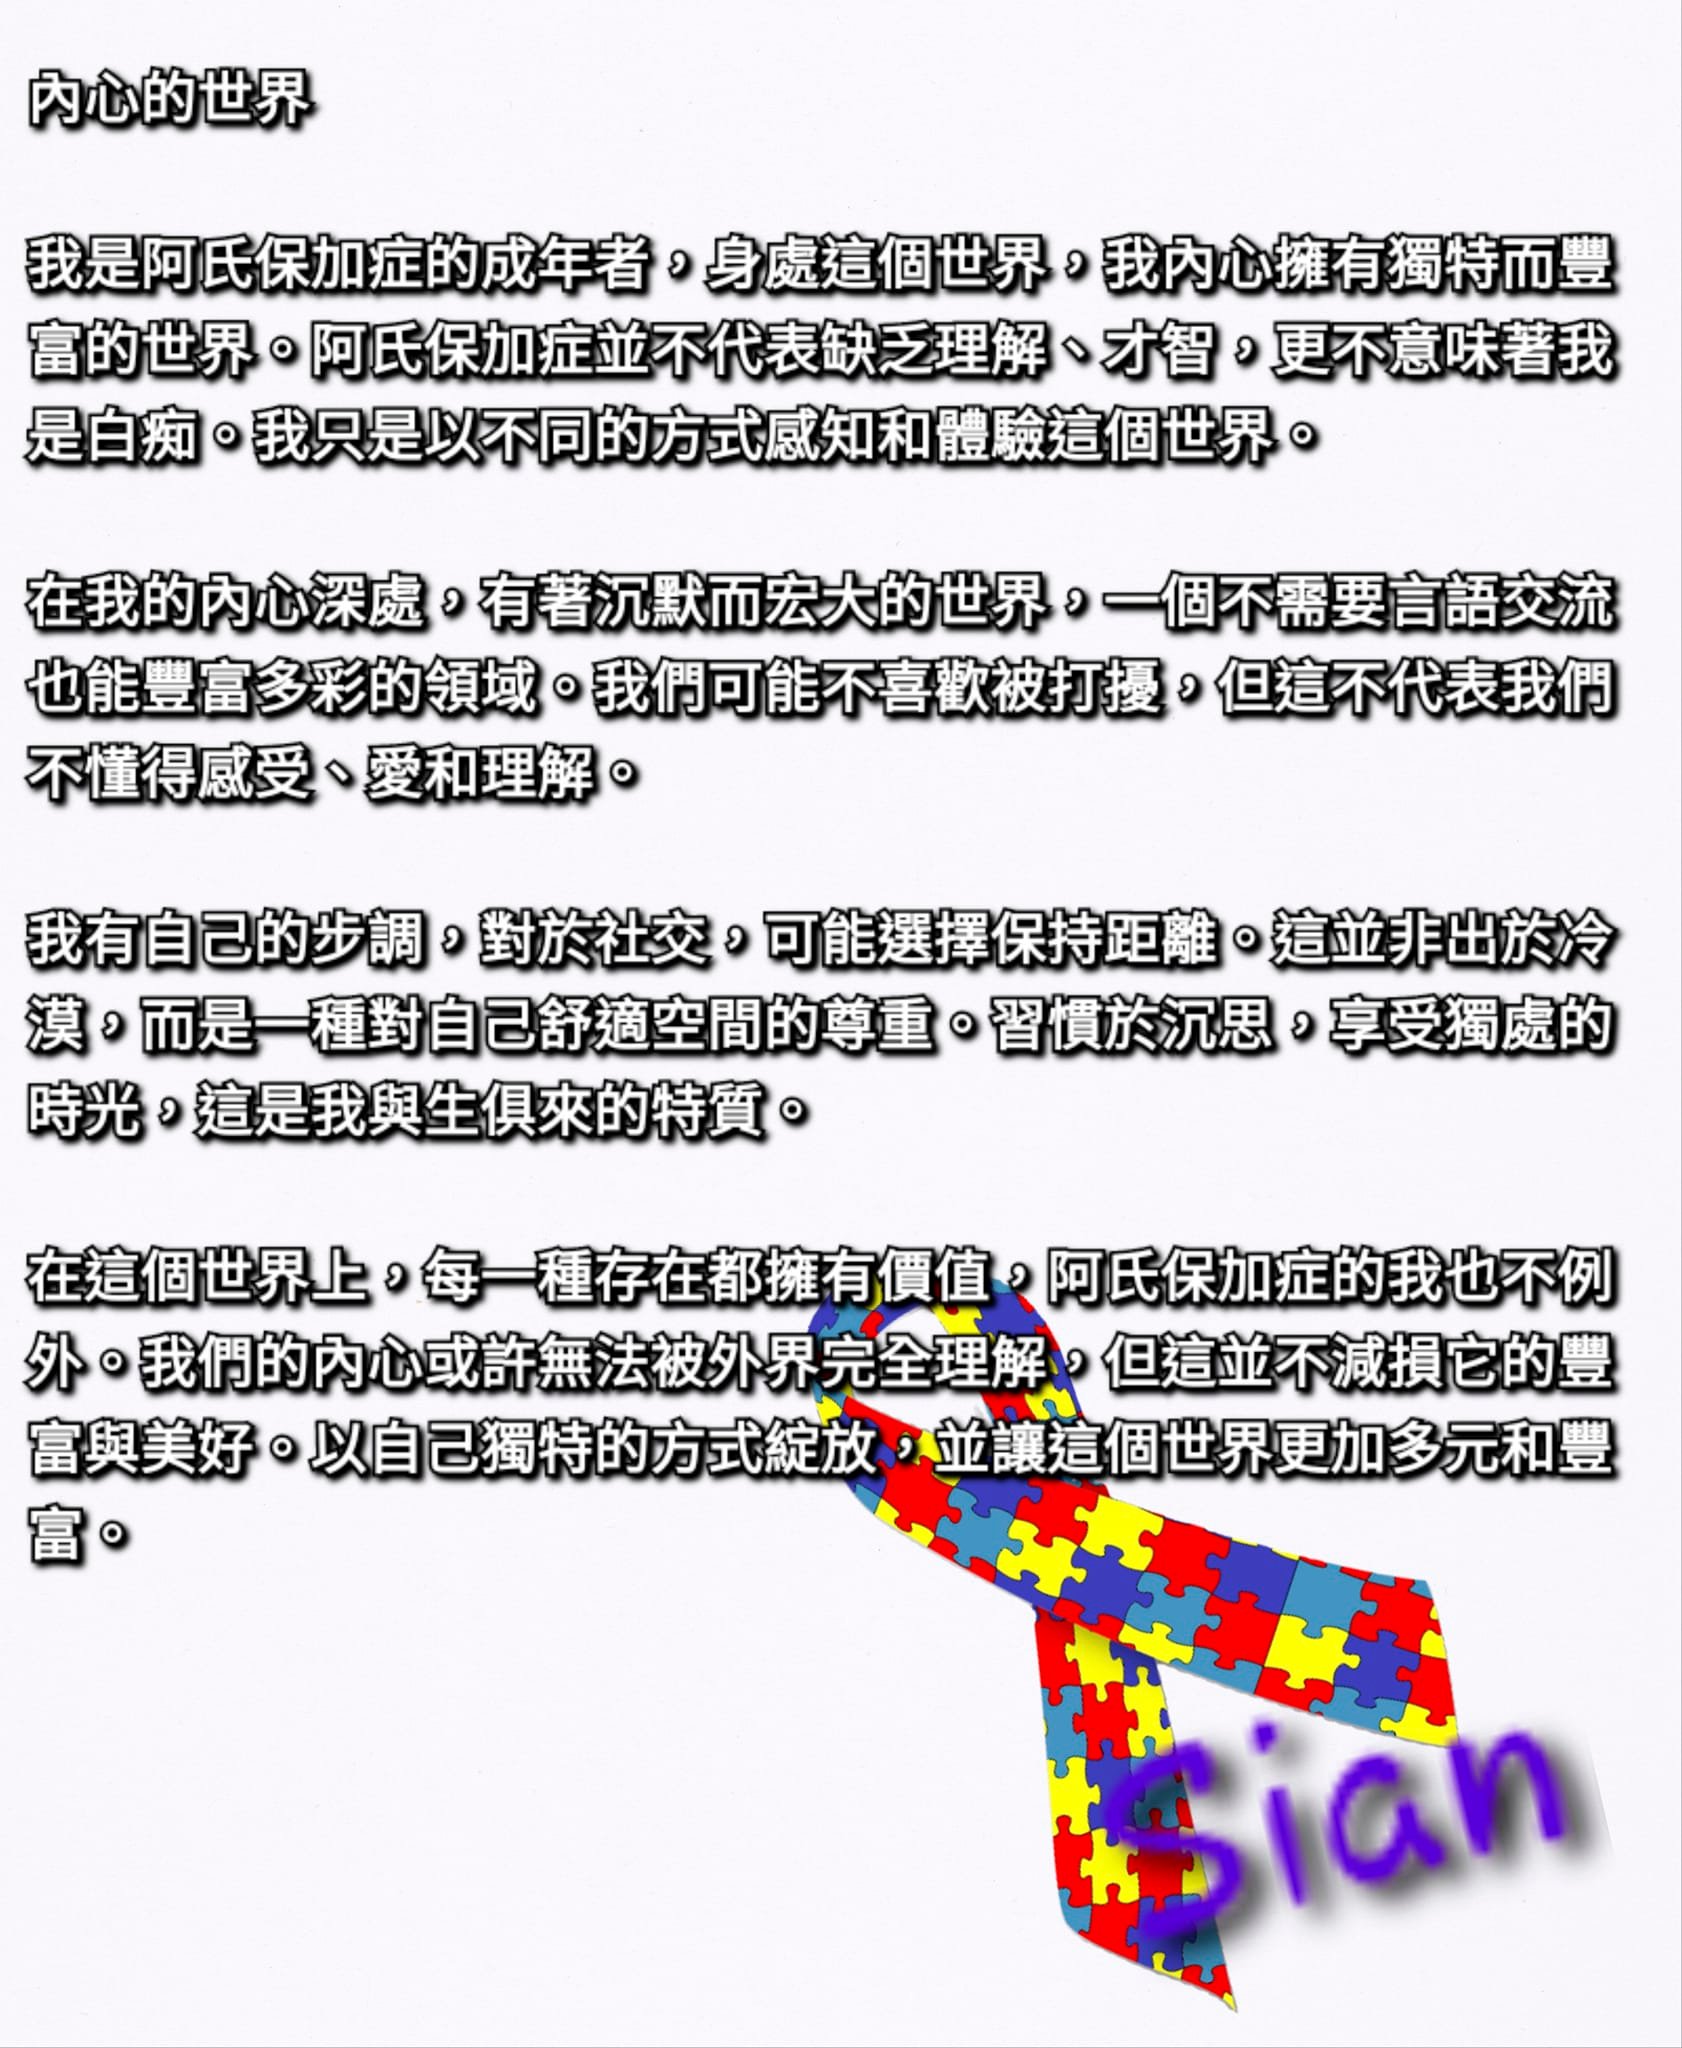 內心的世界
我是阿氏保加症的成年者，身處這個世界，我內心擁有獨特而豐
富的世界。阿氏保加症並不代表缺乏理解、才智，更不意味著我
是白痴。我只是以不同的方式感知和體驗這個世界。
在我的內心深處，有著沉默而宏大的世界，一個不需要言語交流
也能豐富多彩的領域。我們可能不喜歡被打擾，但這不代表我們
不懂得感受、愛和理解。
我有自己的步調，對於社交，可能選擇保持距離。這並非出於冷
漠，而是一種對自己舒適空間的尊重。習慣於沉思，享受獨處的
時光，這是我與生俱來的特質。
在這個世界上，每一種存在都擁有價值，阿氏保加症的我也不例
外。我們的內心或許無法被外界完全理解，但這並不減損它的豐
富與美好。以自己獨特的方式綻放，並讓這個世界更加多元和豐
富。
Sian